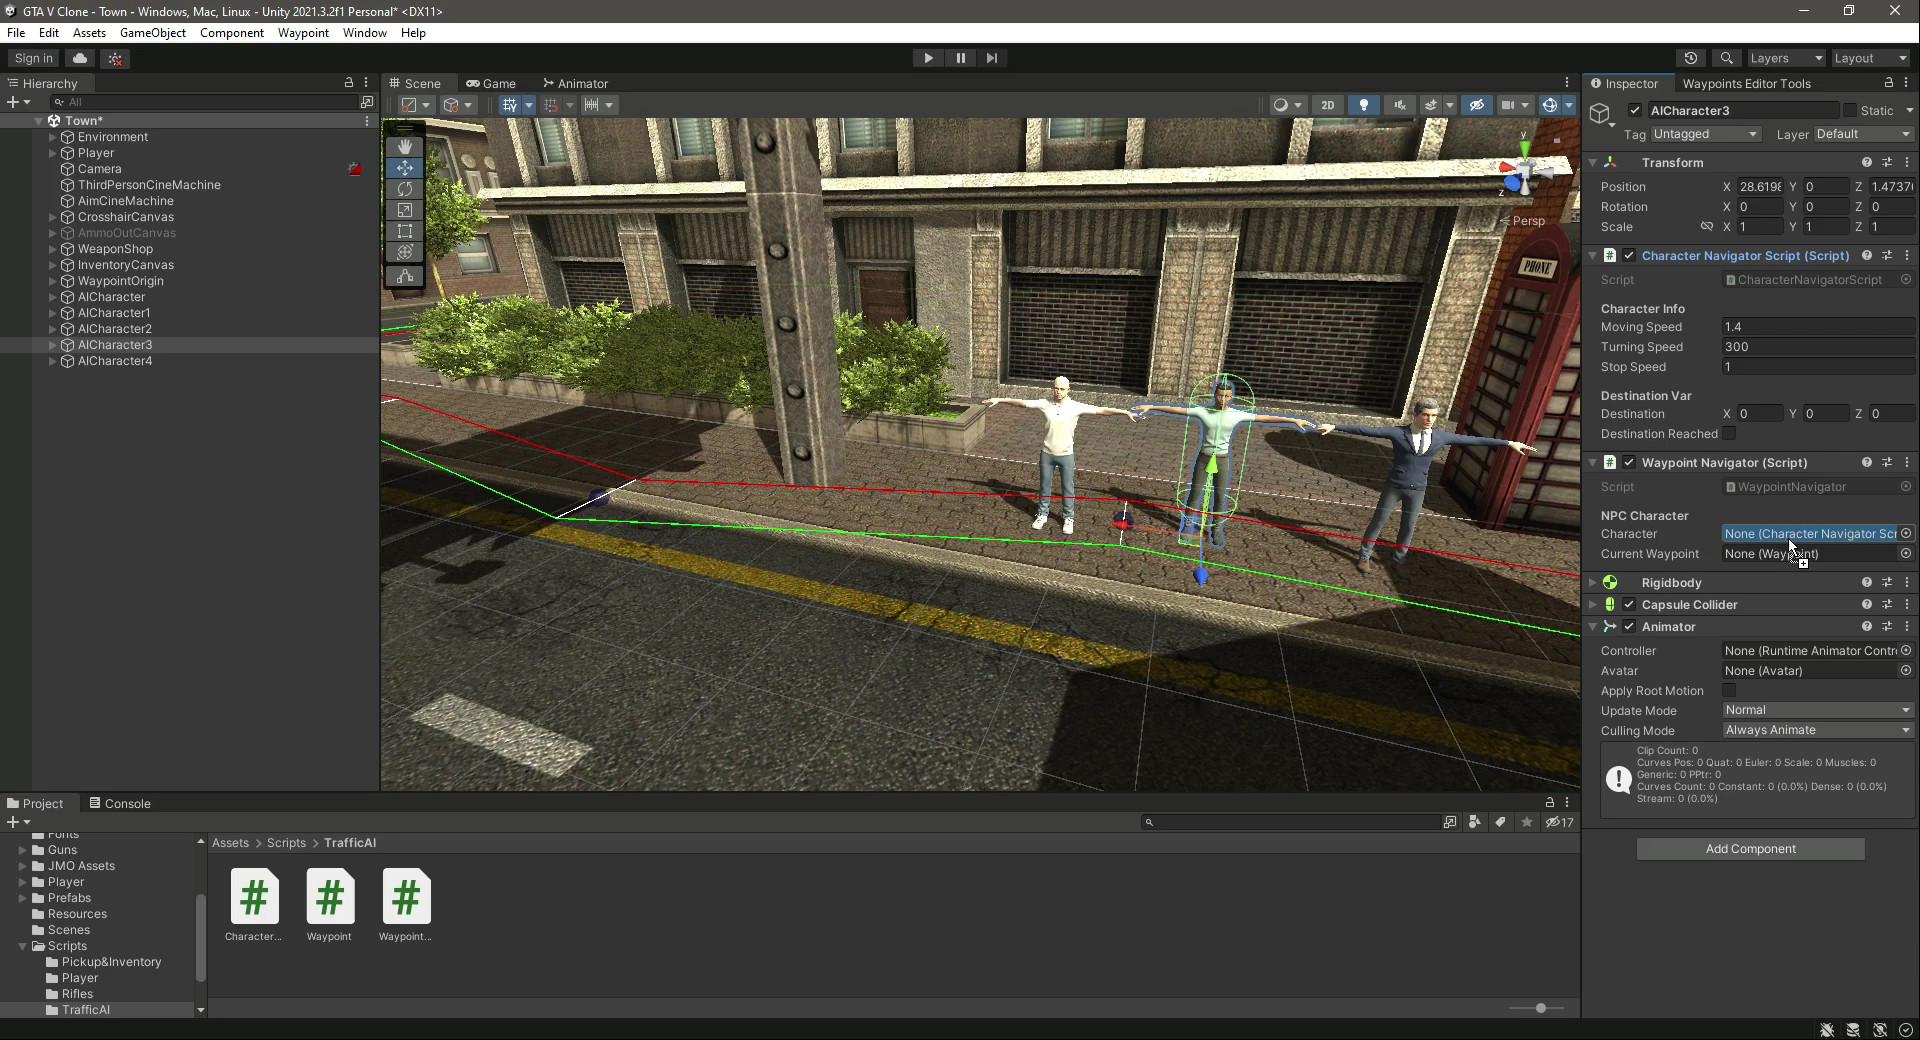 GTA V Clone - Town - Windows, Mac, Linux - Unity 2021.3.2f1 Personal* <DX11>
File Edit Assets GameObject Component Waypoint Window Help
Sign in Layers Layout
Hierarchy
All
Town*
Environment
Player
Camera
ThirdPersonCineMachine
AimCineMachine
CrosshairCanvas
AmmoOutCanvas
WeaponShop
InventoryCanvas
WaypointOrigin
AICharacter
AICharacter1
AICharacter2
AICharacter3
AICharacter4
Scene Game Animator
2D
y
z
Persp
PHONE
Inspector Waypoints Editor Tools
AICharacter3 Static
Tag Untagged Layer Default
Transform
Position X 28.6198 Y 0 Z 1.4737
Rotation X 0 Y 0 Z 0
Scale X 1 Y 1 Z 1
Character Navigator Script (Script)
Script CharacterNavigatorScript
Character Info
Moving Speed 1.4
Turning Speed 300
Stop Speed 1
Destination Var
Destination X 0 Y 0 Z 0
Destination Reached
Waypoint Navigator (Script)
Script WaypointNavigator
NPC Character
Character None (Character Navigator Scr
Current Waypoint None (Waypoint)
Rigidbody
Capsule Collider
Animator
Controller None (Runtime Animator Contr
Avatar None (Avatar)
Apply Root Motion
Update Mode Normal
Culling Mode Always Animate
Clip Count: 0
Curves Pos: 0 Quat: 0 Euler: 0 Scale: 0 Muscles: 0
Generic: 0 PPtr: 0
Curves Count: 0 Constant: 0 (0.0%) Dense: 0 (0.0%)
Stream: 0 (0.0%)
Add Component
Project Console
17
Fonts
Guns
JMO Assets
Player
Prefabs
Resources
Scenes
Scripts
Pickup&Inventory
Player
Rifles
TrafficAI
Assets > Scripts > TrafficAI
Character... Waypoint Waypoint...